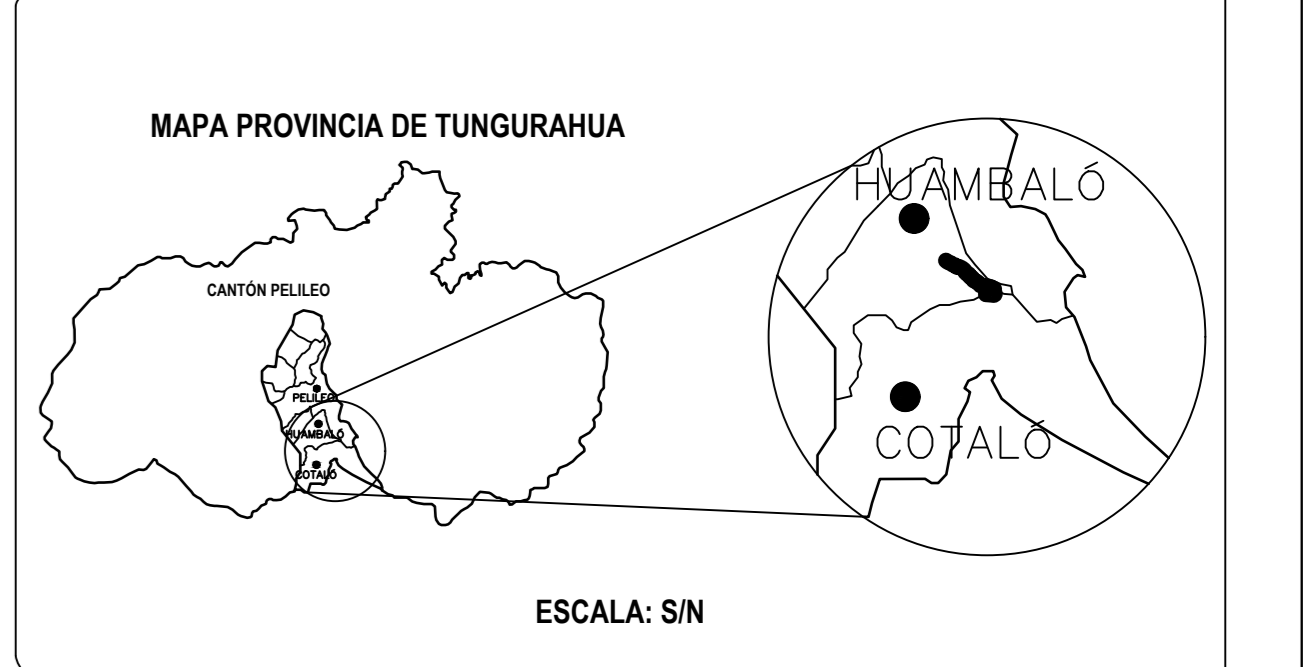 MAPA PROVINCIA DE TUNGURAHUA
CANTÓN PELILEO
PELILEO
HUAMBALÓ
COTALÓ
HUAMBALÓ
COTALÓ
ESCALA: S/N